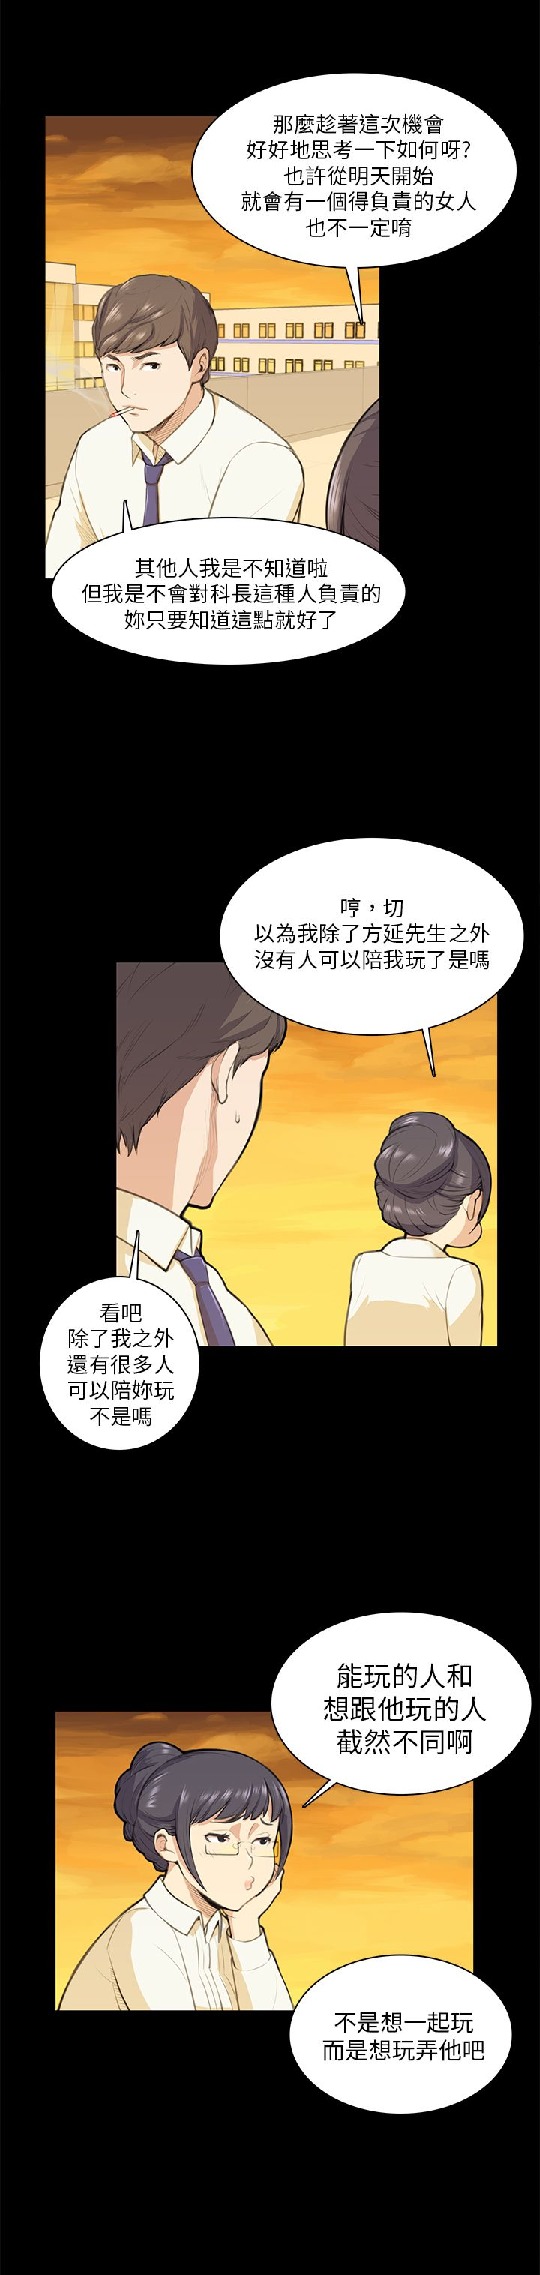 那麼趁著這次機會
好好地思考一下如何呀?
也許從明天開始
就會有一個得負責的女人
也不一定唷
其他人我是不知道啦
但我是不會對科長這種人負責的
妳只要知道這點就好了
哼，切
以為我除了方延先生之外
沒有人可以陪我玩了是嗎
看吧
除了我之外
還有很多人
可以陪妳玩
不是嗎
能玩的人和
想跟他玩的人
截然不同啊
不是想一起玩
而是想玩弄他吧